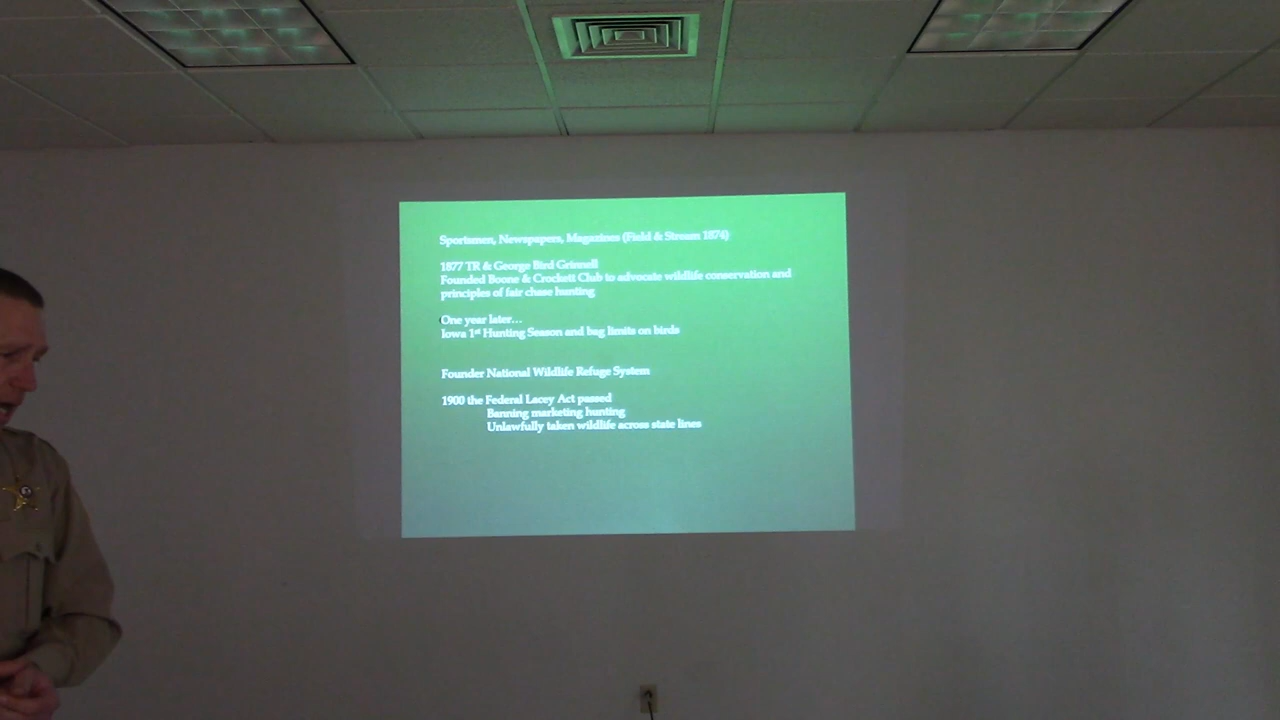 Sportsmen, Newspapers, Magazines (Field & Stream 1874)
1877 TR & George Bird Grinnell
Founded Boone & Crockett Club to advocate wildlife conservation and
principles of fair chase hunting
One year later…
Iowa 1st Hunting Season and bag limits on birds
Founder National Wildlife Refuge System
1900 the Federal Lacey Act passed
Banning marketing hunting
Unlawfully taken wildlife across state lines